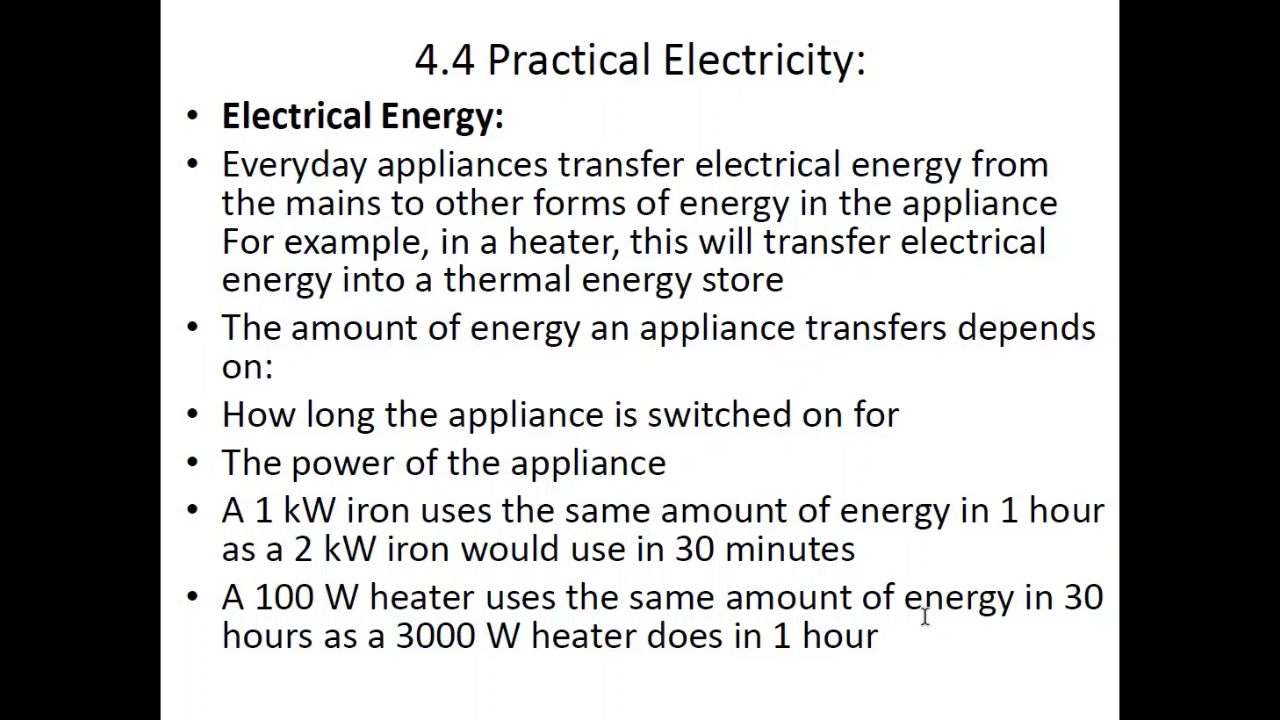 4.4 Practical Electricity:
• Electrical Energy:
• Everyday appliances transfer electrical energy from
the mains to other forms of energy in the appliance
For example, in a heater, this will transfer electrical
energy into a thermal energy store
• The amount of energy an appliance transfers depends
on:
• How long the appliance is switched on for
• The power of the appliance
• A 1 kW iron uses the same amount of energy in 1 hour
as a 2 kW iron would use in 30 minutes
• A 100 W heater uses the same amount of energy in 30
hours as a 3000 W heater does in 1 hour